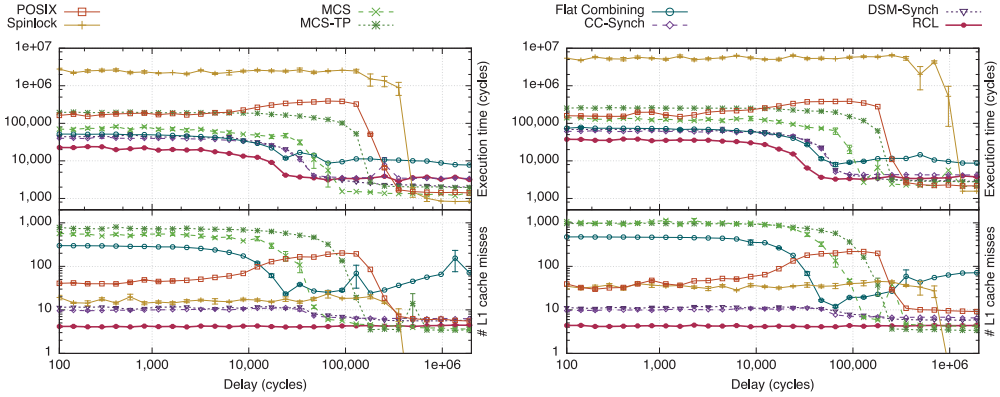 POSIX
Spinlock
MCS
MCS-TP
Flat Combining
CC-Synch
DSM-Synch
RCL
1e+07
1e+06
100,000
10,000
1,000
Execution time (cycles)
1,000
100
10
1
# L1 cache misses
100
1,000
10,000
100,000
1e+06
Delay (cycles)
1e+07
1e+06
100,000
10,000
1,000
Execution time (cycles)
1,000
100
10
1
# L1 cache misses
100
1,000
10,000
100,000
1e+06
Delay (cycles)